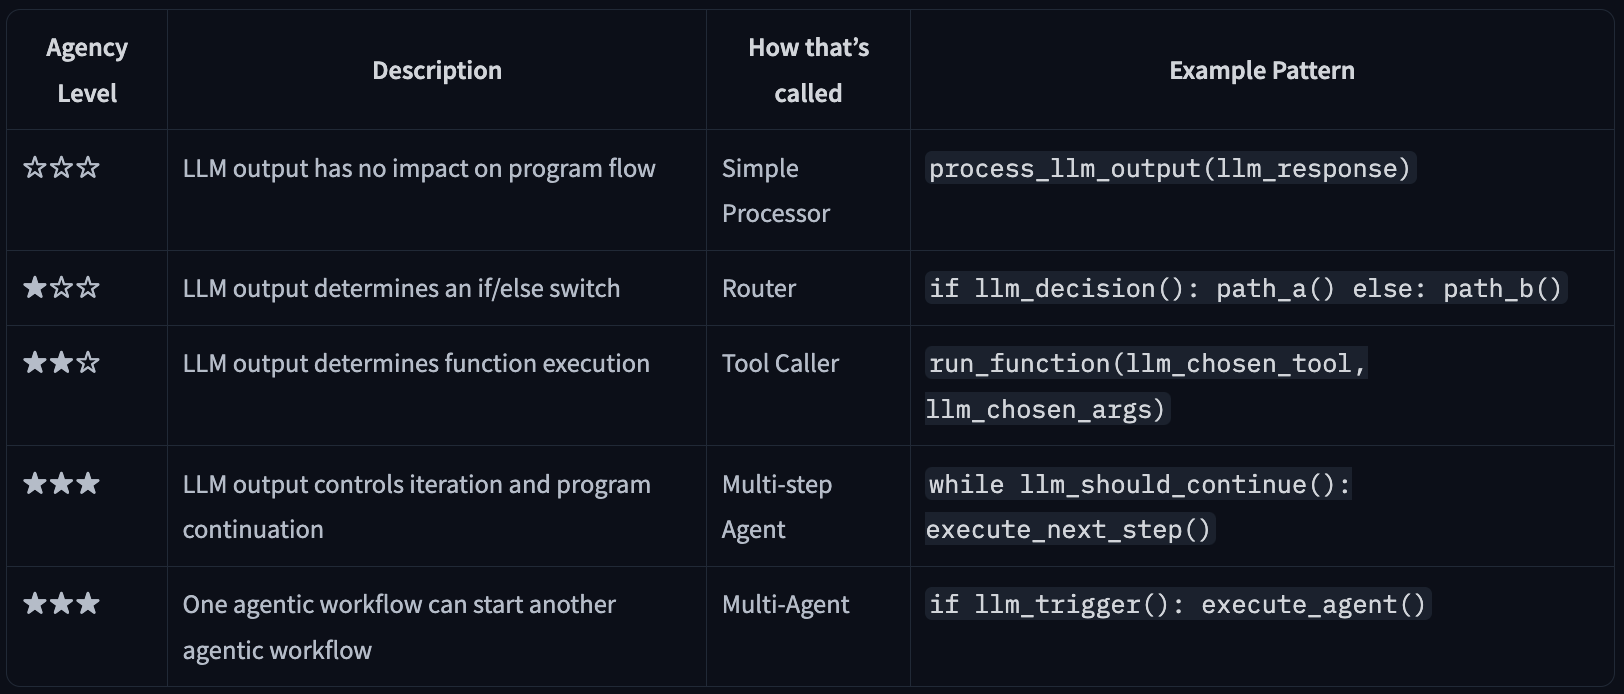 Agency
Level
Description
How that’s
called
Example Pattern
☆☆☆
LLM output has no impact on program flow
Simple
Processor
process_llm_output(llm_response)
★☆☆
LLM output determines an if/else switch
Router
if llm_decision(): path_a() else: path_b()
★★☆
LLM output determines function execution
Tool Caller
run_function(llm_chosen_tool,
llm_chosen_args)
★★★
LLM output controls iteration and program
continuation
Multi-step
Agent
while llm_should_continue():
execute_next_step()
★★★
One agentic workflow can start another
agentic workflow
Multi-Agent
if llm_trigger(): execute_agent()